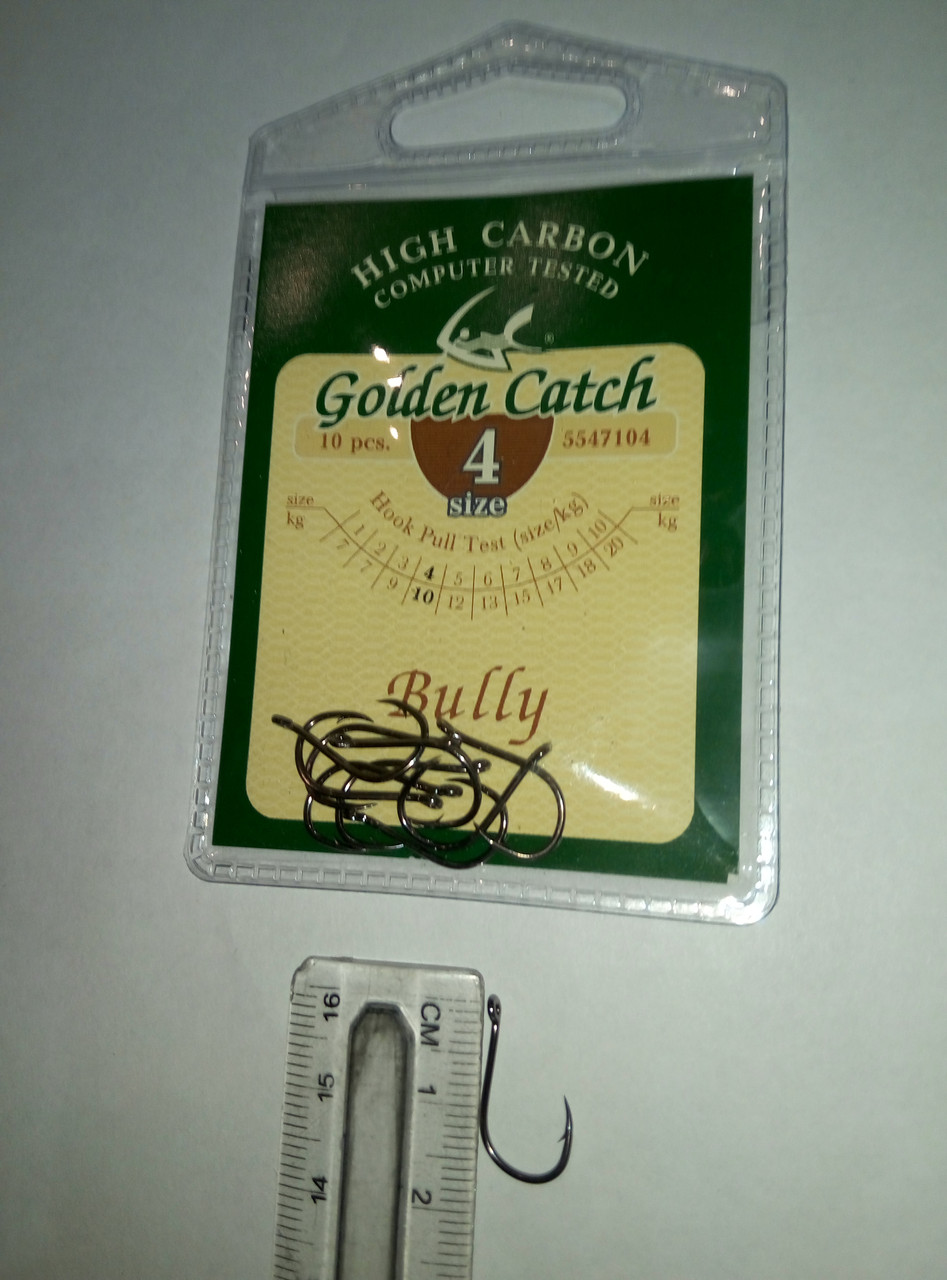 HIGH CARBON
COMPUTER TESTED
®
Golden Catch
10 pcs. 4 5547104
size
size
kg
Hook Pull Test (size/kg)
size
kg
1 2 3 4 5 6 7 8 9 10
7 7 9 10 12 13 15 17 18 20
Bully
16 CM
15 1
14 2